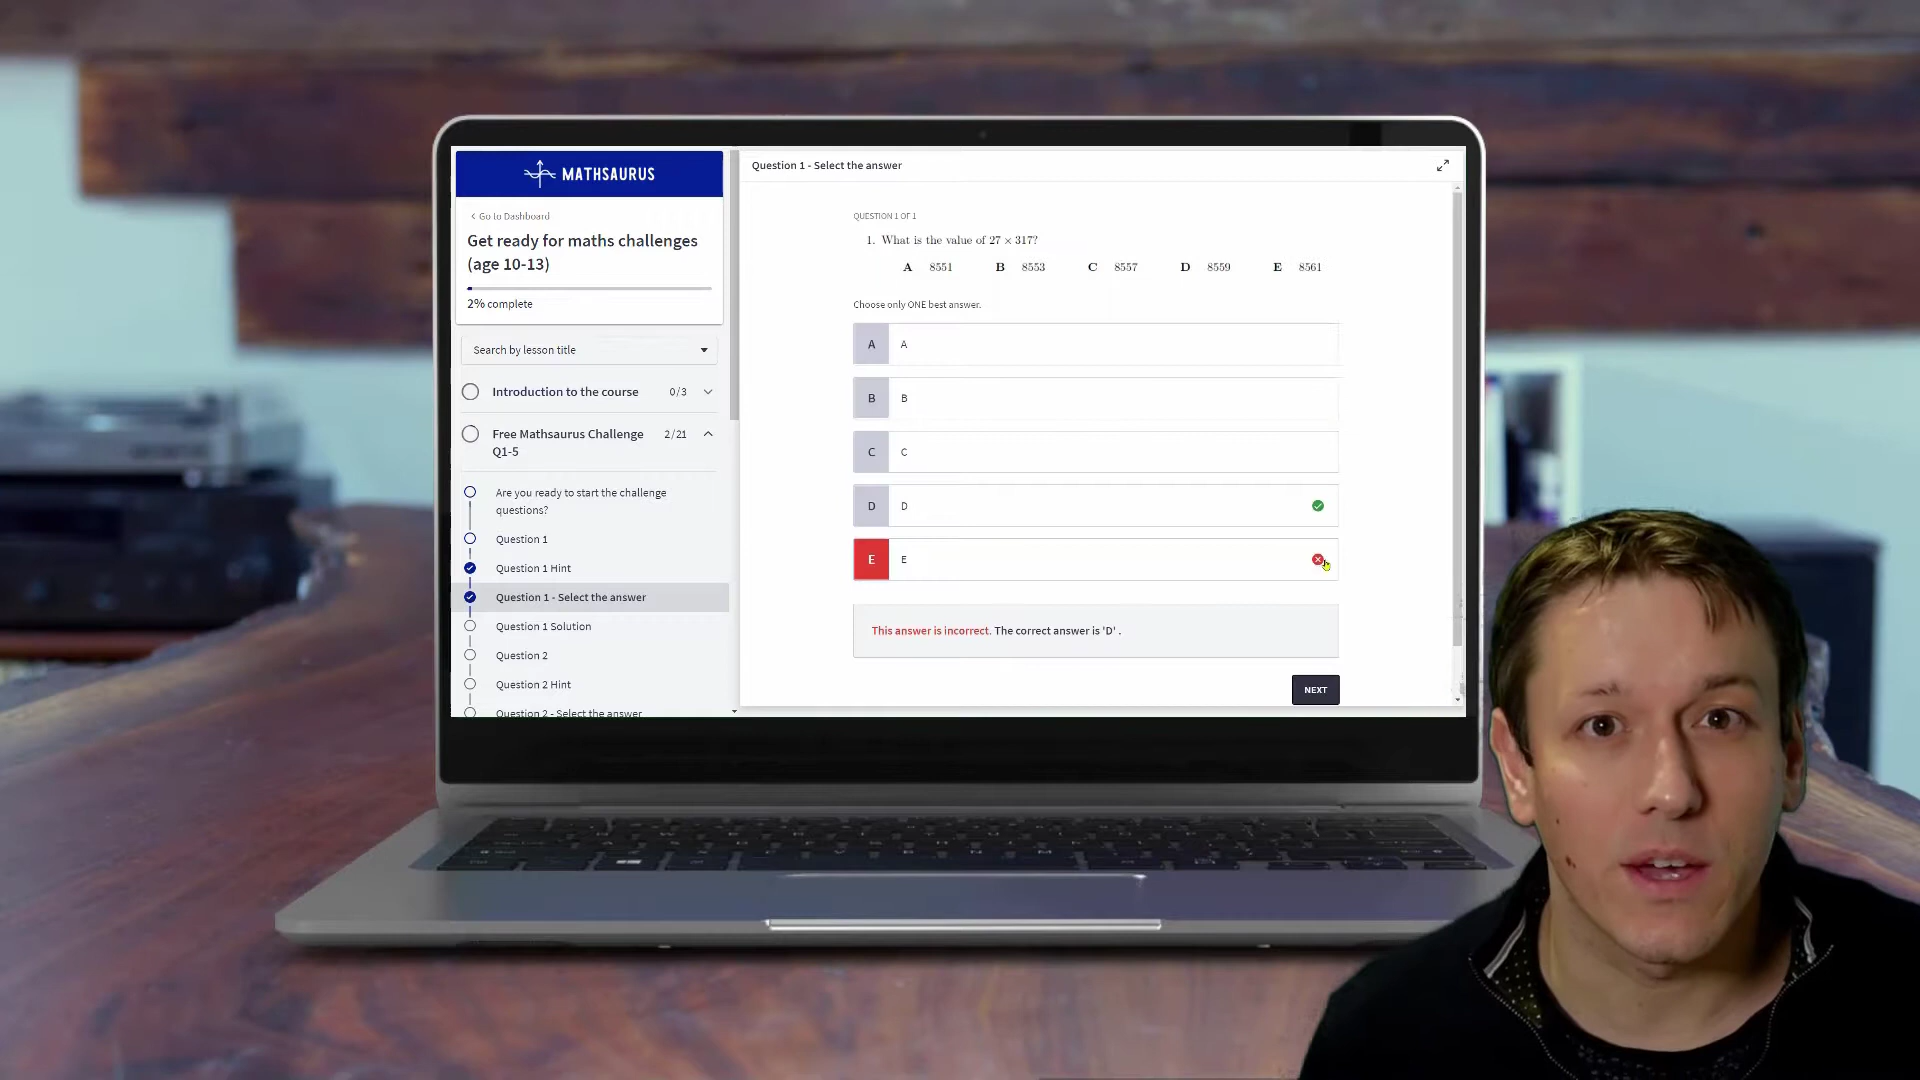 MATHSAURUS
Go to Dashboard
Get ready for maths challenges
(age 10-13)
2% complete
Search by lesson title
Introduction to the course 0/3
Free Mathsaurus Challenge 2/21
Q1-5
Are you ready to start the challenge
questions?
Question 1
Question 1 Hint
Question 1 - Select the answer
Question 1 Solution
Question 2
Question 2 Hint
Question 2 - Select the answer
Question 1 - Select the answer
QUESTION 1 OF 1
1. What is the value of 27 × 317?
A 8551 B 8553 C 8557 D 8559 E 8561
Choose only ONE best answer.
A A
B B
C C
D D
E E
This answer is incorrect. The correct answer is 'D' .
NEXT